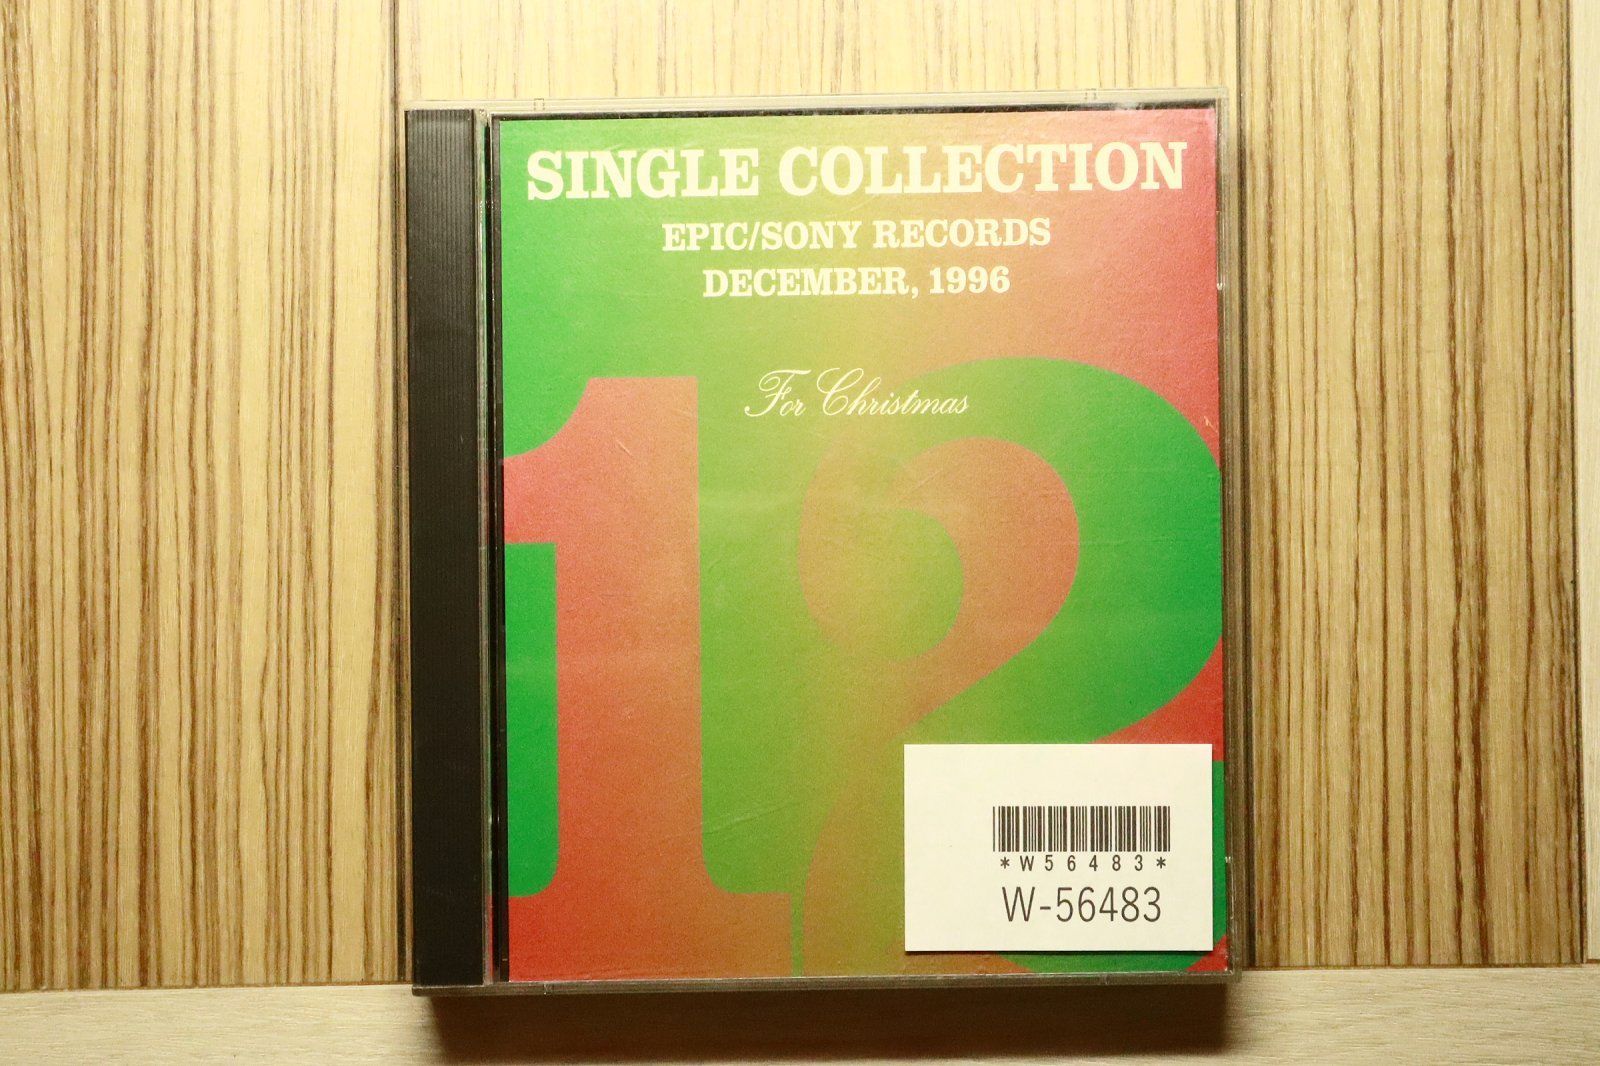 SINGLE COLLECTION
EPIC/SONY RECORDS
DECEMBER, 1996
For Christmas
12
*W56483*
W-56483